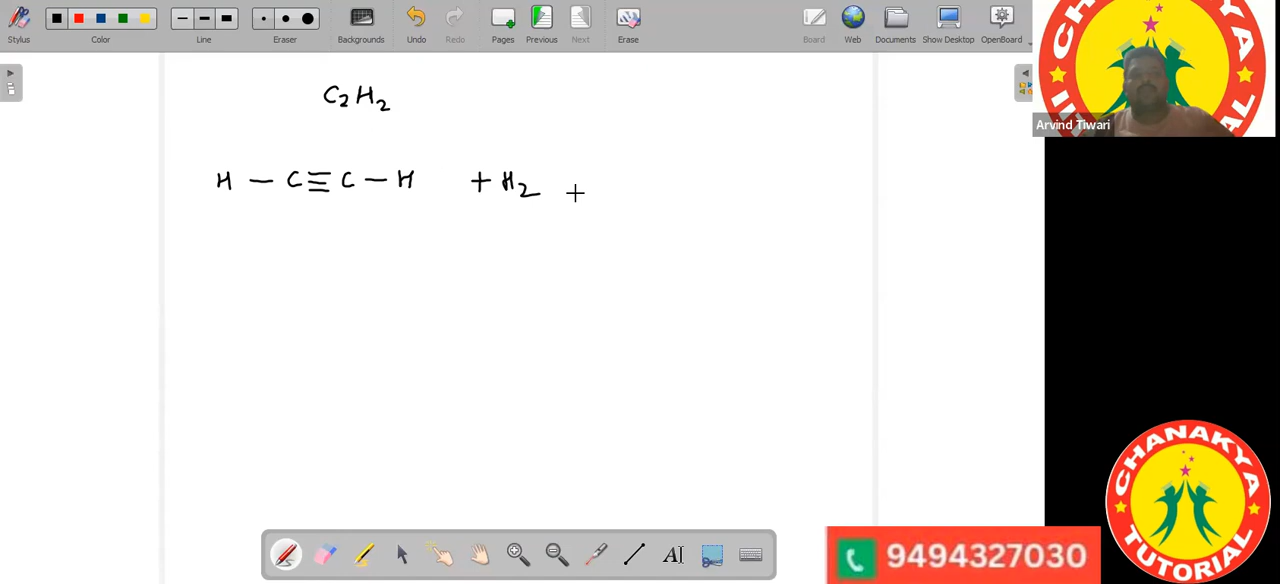 Stylus Color Line Eraser Backgrounds Undo Redo Pages Previous Next Erase Board Web Documents Show Desktop OpenBoard
C₂H₂
H — C≡C — H + H₂
Arvind Tiwari
CHANAKYA
TUTORIAL
9494327030